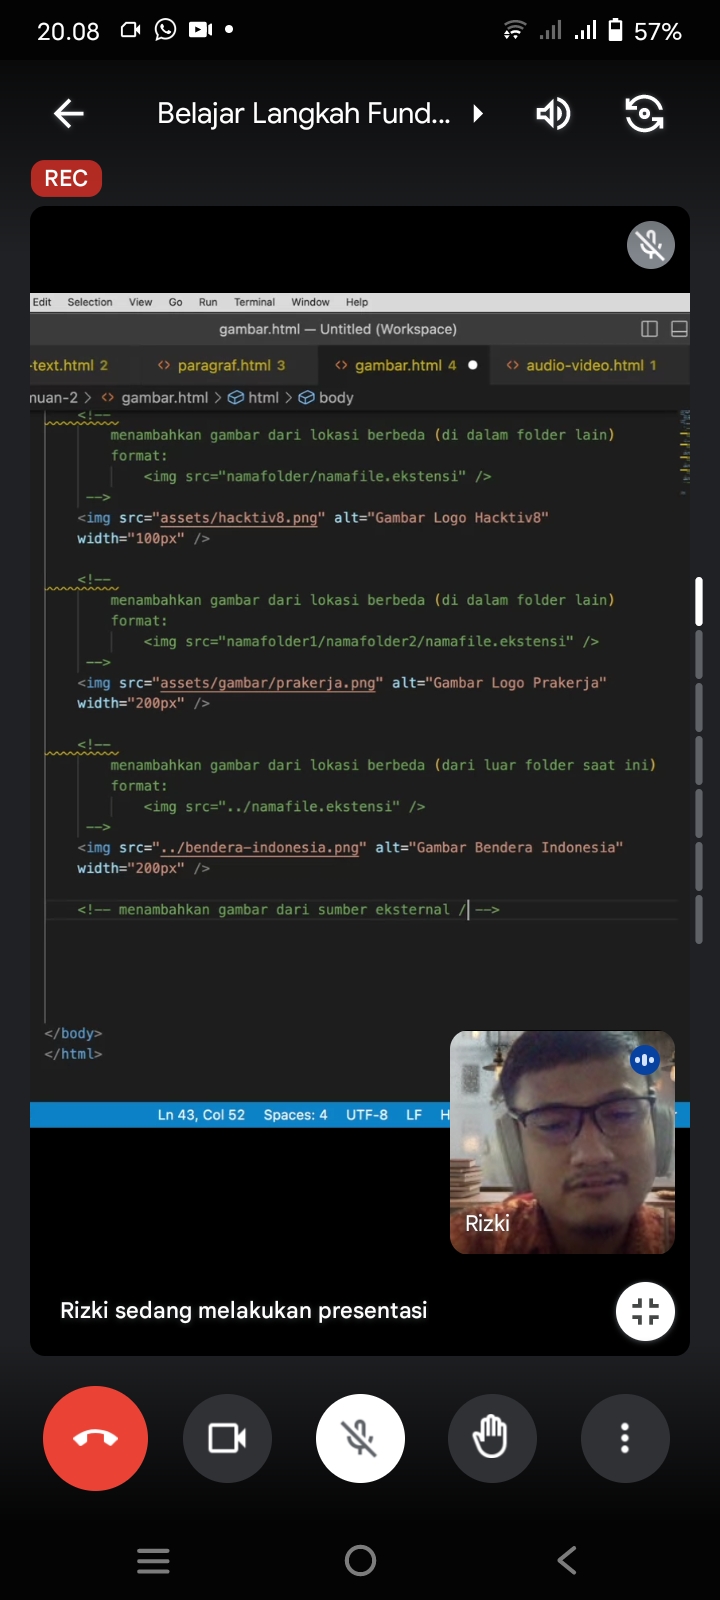 20.08 57%
Belajar Langkah Fund...
REC
Edit Selection View Go Run Terminal Window Help
gambar.html — Untitled (Workspace)
-text.html 2 <> paragraf.html 3 <> gambar.html 4 ● <> audio-video.html 1
nuan-2 > <> gambar.html > html > body
<!--
menambahkan gambar dari lokasi berbeda (di dalam folder lain)
format:
<img src="namafolder/namafile.ekstensi" />
-->
<img src="assets/hacktiv8.png" alt="Gambar Logo Hacktiv8"
width="100px" />
<!--
menambahkan gambar dari lokasi berbeda (di dalam folder lain)
format:
<img src="namafolder1/namafolder2/namafile.ekstensi" />
-->
<img src="assets/gambar/prakerja.png" alt="Gambar Logo Prakerja"
width="200px" />
<!--
menambahkan gambar dari lokasi berbeda (dari luar folder saat ini)
format:
<img src="../namafile.ekstensi" />
-->
<img src="../bendera-indonesia.png" alt="Gambar Bendera Indonesia"
width="200px" />
<!-- menambahkan gambar dari sumber eksternal / -->
</body>
</html>
Ln 43, Col 52 Spaces: 4 UTF-8 LF H
Rizki
Rizki sedang melakukan presentasi